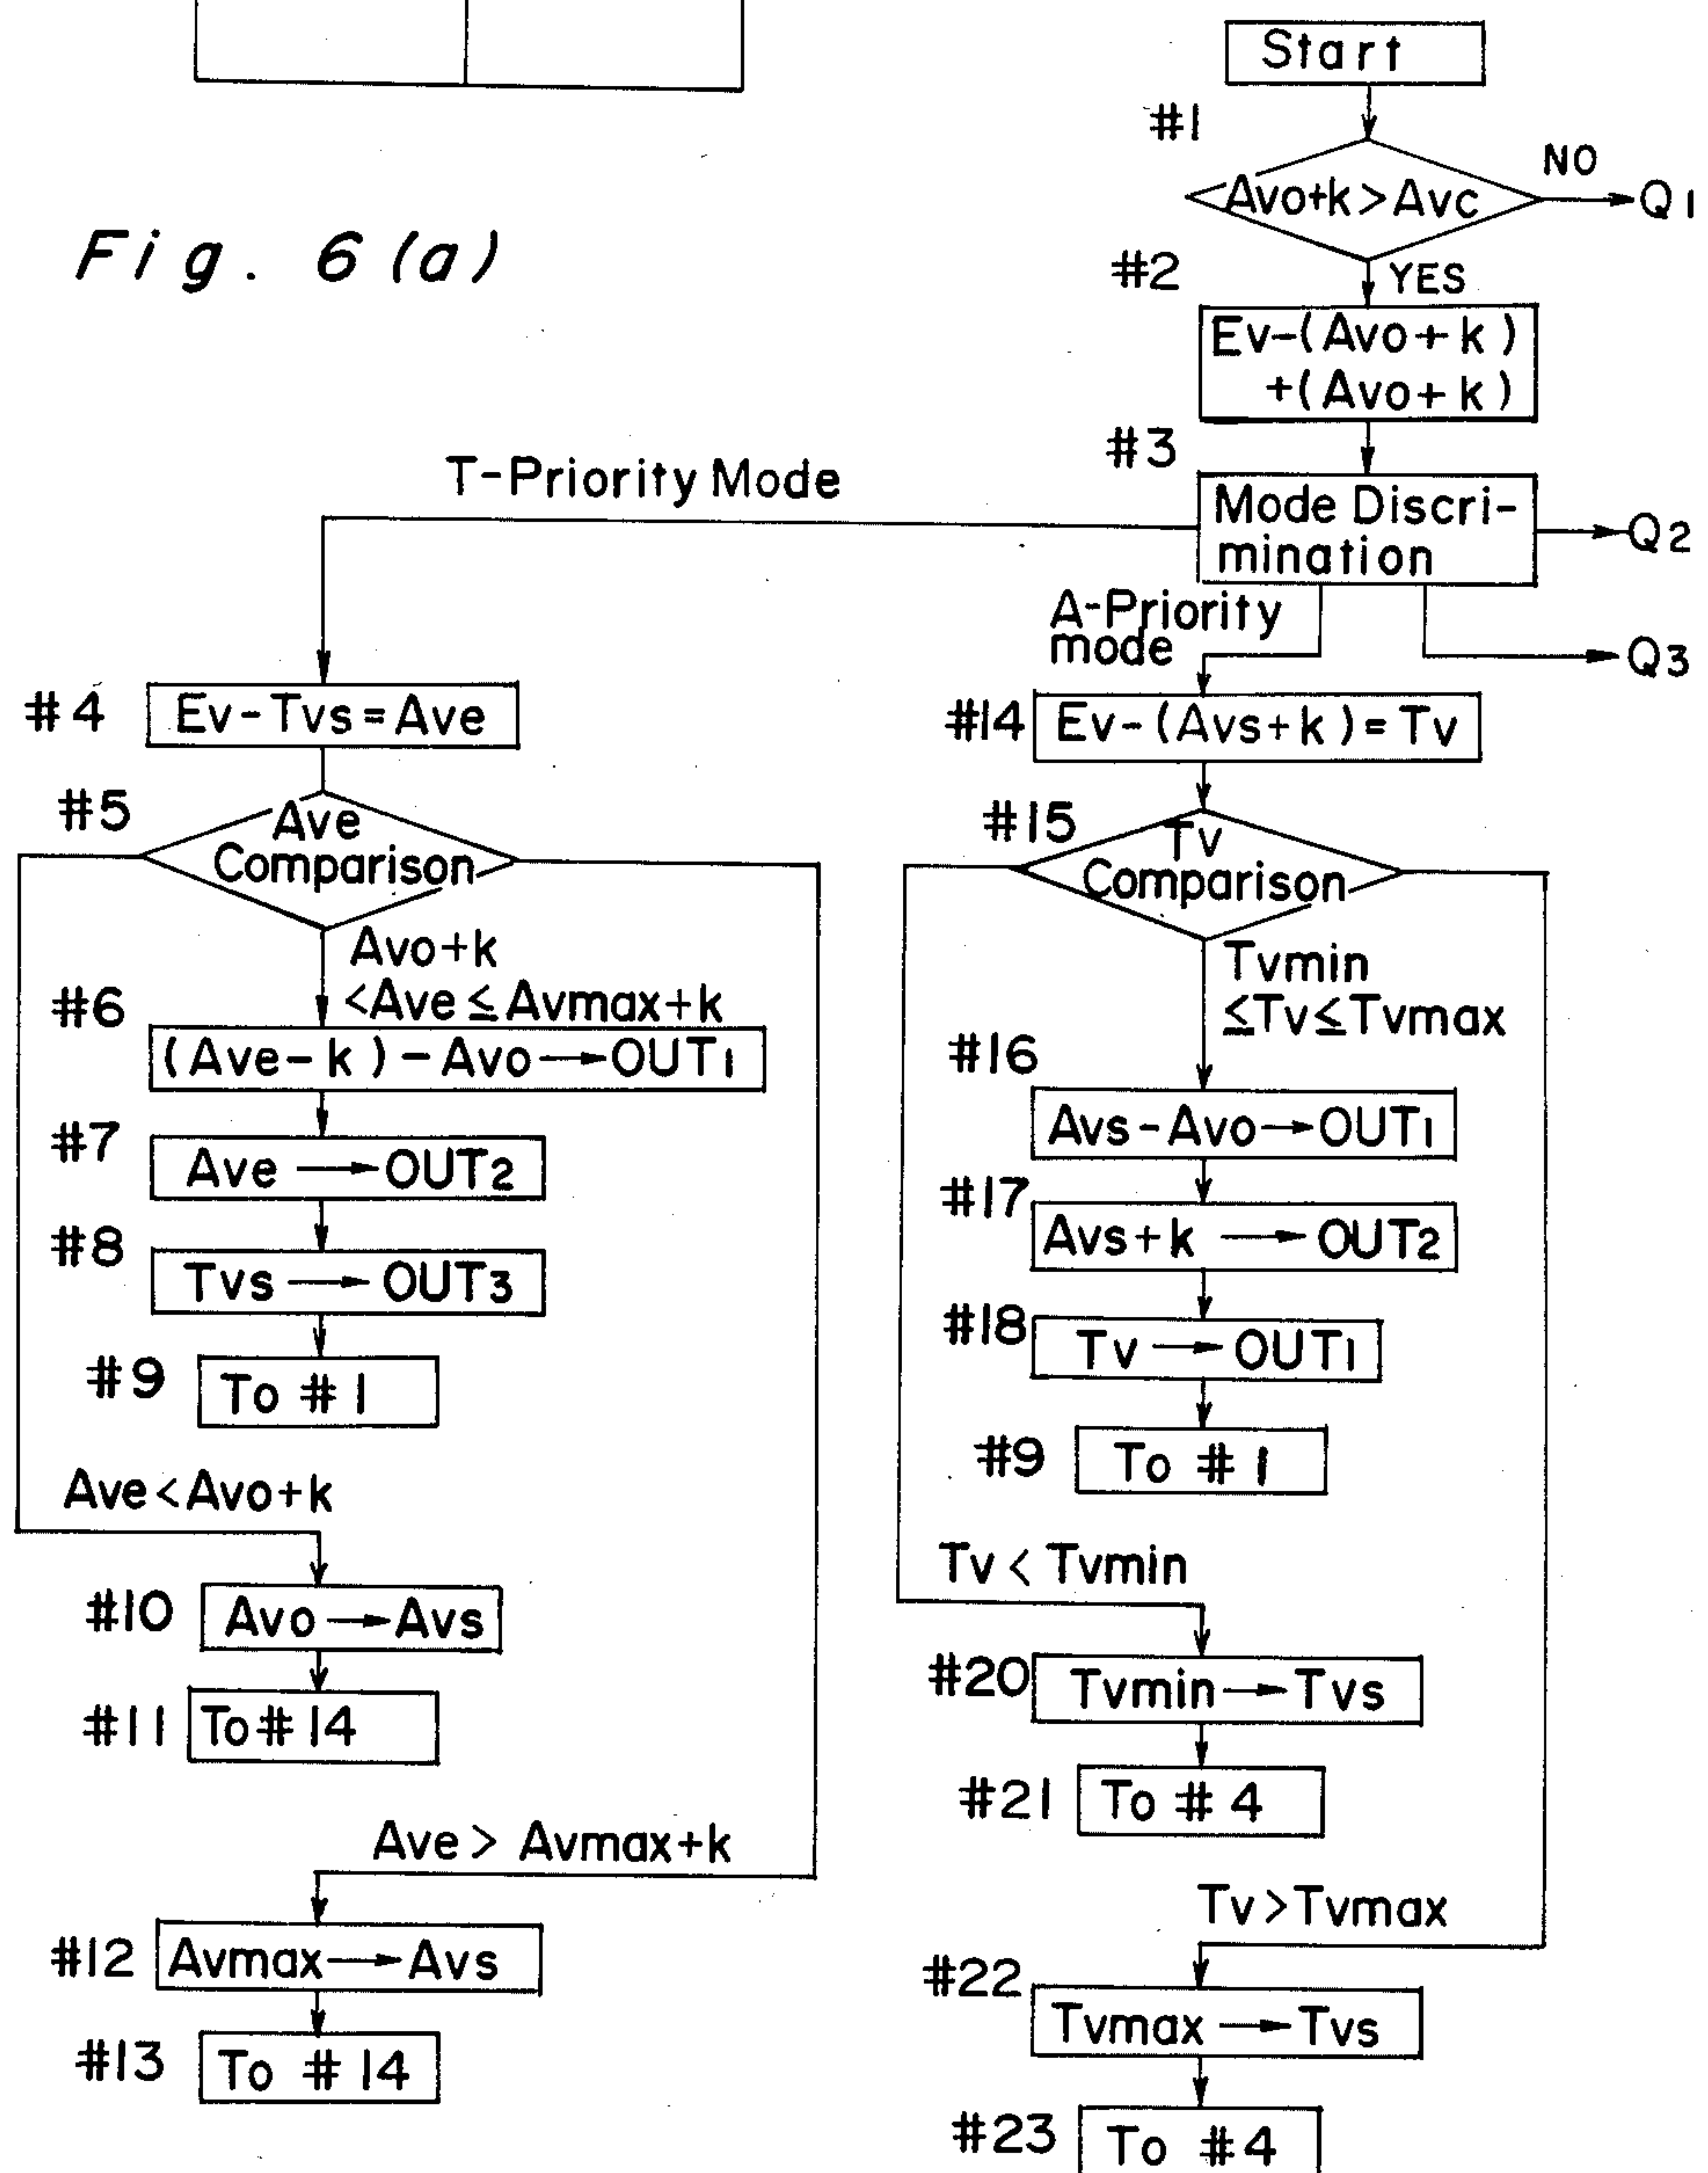 Start
#1
Avo+k>Avc
NO
Q1
Fig. 6(a)
#2
YES
Ev-(Avo+k)
+(Avo+k)
#3
T-Priority Mode
Mode Discri-
mination
Q2
A-Priority
mode
Q3
#4
Ev-Tvs=Ave
#5
Ave
Comparison
Avo+k
<Ave≤Avmax+k
#6
(Ave-k)-Avo→OUT1
#7
Ave→OUT2
#8
Tvs→OUT3
#9
To #1
Ave<Avo+k
#10
Avo→Avs
#11
To #14
Ave>Avmax+k
#12
Avmax→Avs
#13
To #14
#14
Ev-(Avs+k)=Tv
#15
Tv
Comparison
Tvmin
≤Tv≤Tvmax
#16
Avs-Avo→OUT1
#17
Avs+k→OUT2
#18
Tv→OUT1
#9
To #1
Tv<Tvmin
#20
Tvmin→Tvs
#21
To #4
Tv>Tvmax
#22
Tvmax→Tvs
#23
To #4